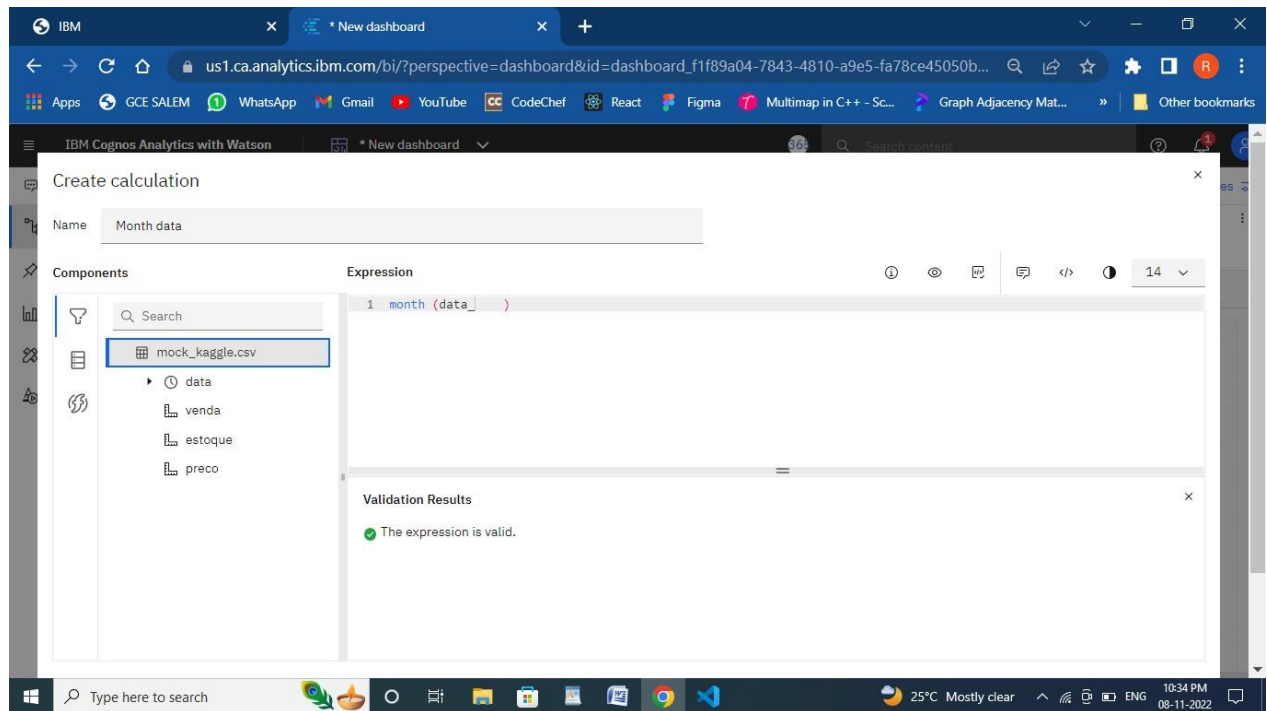 IBM
* New dashboard
us1.ca.analytics.ibm.com/bi/?perspective=dashboard&id=dashboard_f1f89a04-7843-4810-a9e5-fa78ce45050b...
R
Apps GCE SALEM WhatsApp Gmail YouTube CC CodeChef React Figma Multimap in C++ - Sc... Graph Adjacency Mat... » Other bookmarks
IBM Cognos Analytics with Watson * New dashboard Search content 1
Create calculation
es
Name Month data
Components Expression 14
1 month (data_ )
Search
mock_kaggle.csv
data
venda
estoque
preco
Validation Results
The expression is valid.
Type here to search 25°C Mostly clear ENG 10:34 PM
08-11-2022